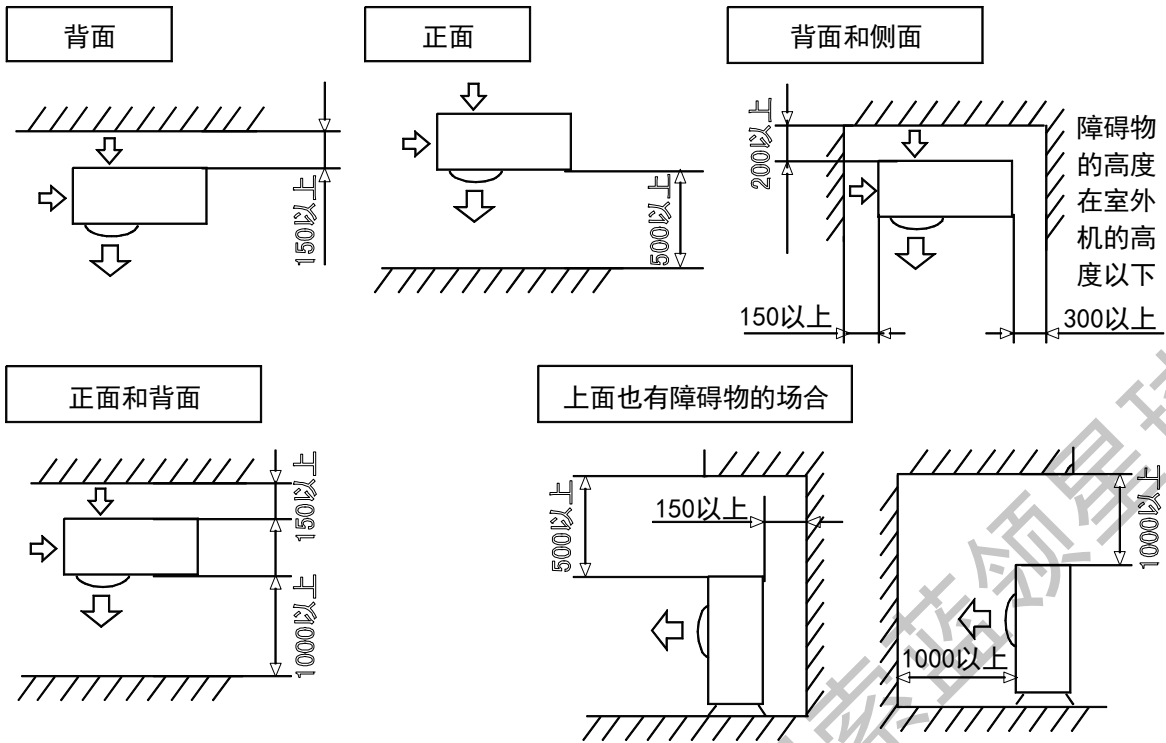 背面
正面
背面和侧面
150以上
500以上
200以上
障碍物
的高度
在室外
机的高
度以下
150以上
300以上
正面和背面
上面也有障碍物的场合
150以上
1000以上
500以上
150以上
1000以上
1000以上
索蓝领星球